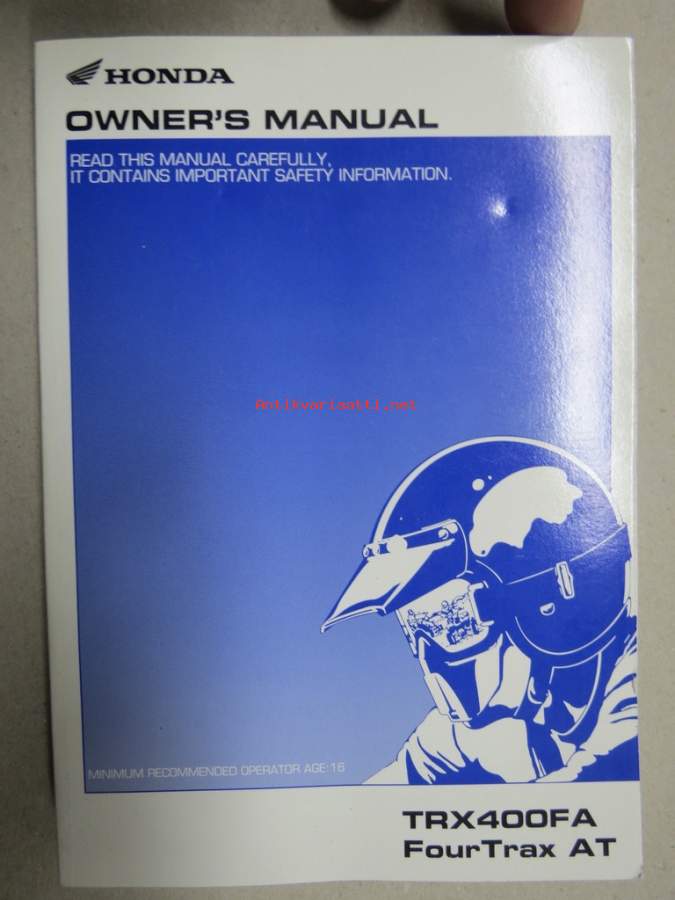 HONDA
OWNER'S MANUAL
READ THIS MANUAL CAREFULLY,
IT CONTAINS IMPORTANT SAFETY INFORMATION.
Antikvariaatti.net
MINIMUM RECOMMENDED OPERATOR AGE:16
TRX400FA
FourTrax AT